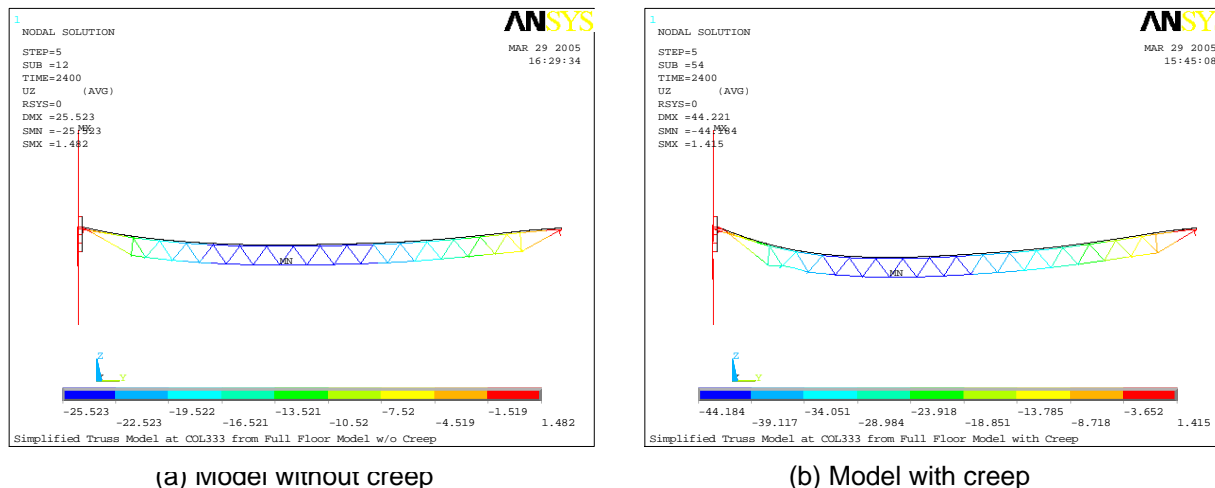 1
ANSYS
NODAL SOLUTION
MAR 29 2005
16:29:34
STEP=5
SUB =12
TIME=2400
UZ (AVG)
RSYS=0
DMX =25.523
SMN =-25.523
SMX =1.482
MX
MN
Z
Y
-25.523 -19.522 -13.521 -7.52 -1.519
-22.523 -16.521 -10.52 -4.519 1.482
Simplified Truss Model at COL333 from Full Floor Model w/o Creep
(a) Model without creep
1
ANSY
NODAL SOLUTION
MAR 29 2005
15:45:08
STEP=5
SUB =54
TIME=2400
UZ (AVG)
RSYS=0
DMX =44.221
SMN =-44.184
SMX =1.415
MX
MN
Z
Y
-44.184 -34.051 -23.918 -13.785 -3.652
-39.117 -28.984 -18.851 -8.718 1.415
Simplified Truss Model at COL333 from Full Floor Model with Creep
(b) Model with creep